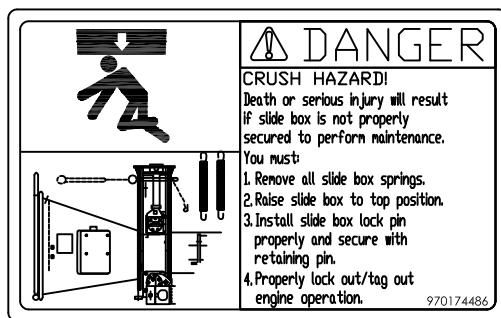 DANGER
CRUSH HAZARD!
Death or serious injury will result
if slide box is not properly
secured to perform maintenance.
You must:
1. Remove all slide box springs.
2. Raise slide box to top position.
3. Install slide box lock pin
properly and secure with
retaining pin.
4. Properly lock out/tag out
engine operation.
970174486